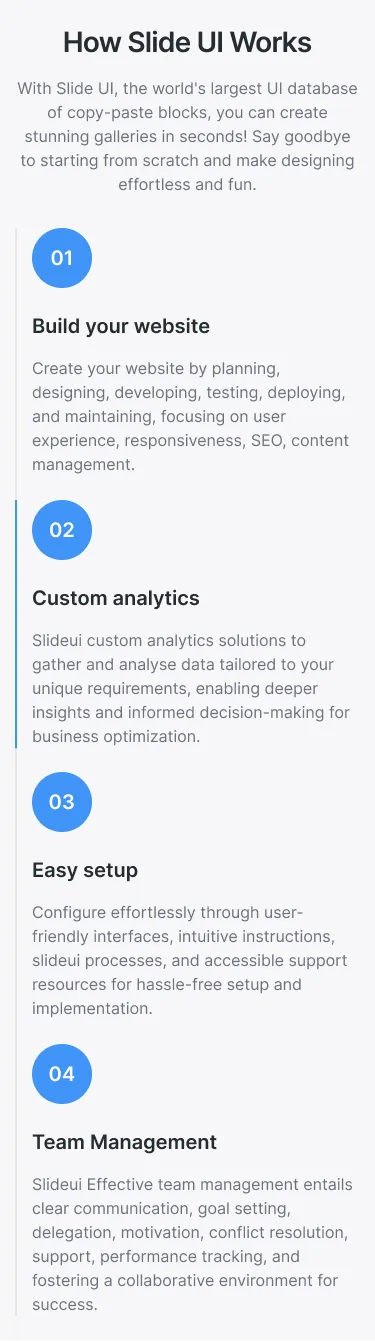 How Slide UI Works
With Slide UI, the world's largest UI database
of copy-paste blocks, you can create
stunning galleries in seconds! Say goodbye
to starting from scratch and make designing
effortless and fun.
01
Build your website
Create your website by planning,
designing, developing, testing, deploying,
and maintaining, focusing on user
experience, responsiveness, SEO, content
management.
02
Custom analytics
Slideui custom analytics solutions to
gather and analyse data tailored to your
unique requirements, enabling deeper
insights and informed decision-making for
business optimization.
03
Easy setup
Configure effortlessly through user-
friendly interfaces, intuitive instructions,
slideui processes, and accessible support
resources for hassle-free setup and
implementation.
04
Team Management
Slideui Effective team management entails
clear communication, goal setting,
delegation, motivation, conflict resolution,
support, performance tracking, and
fostering a collaborative environment for
success.